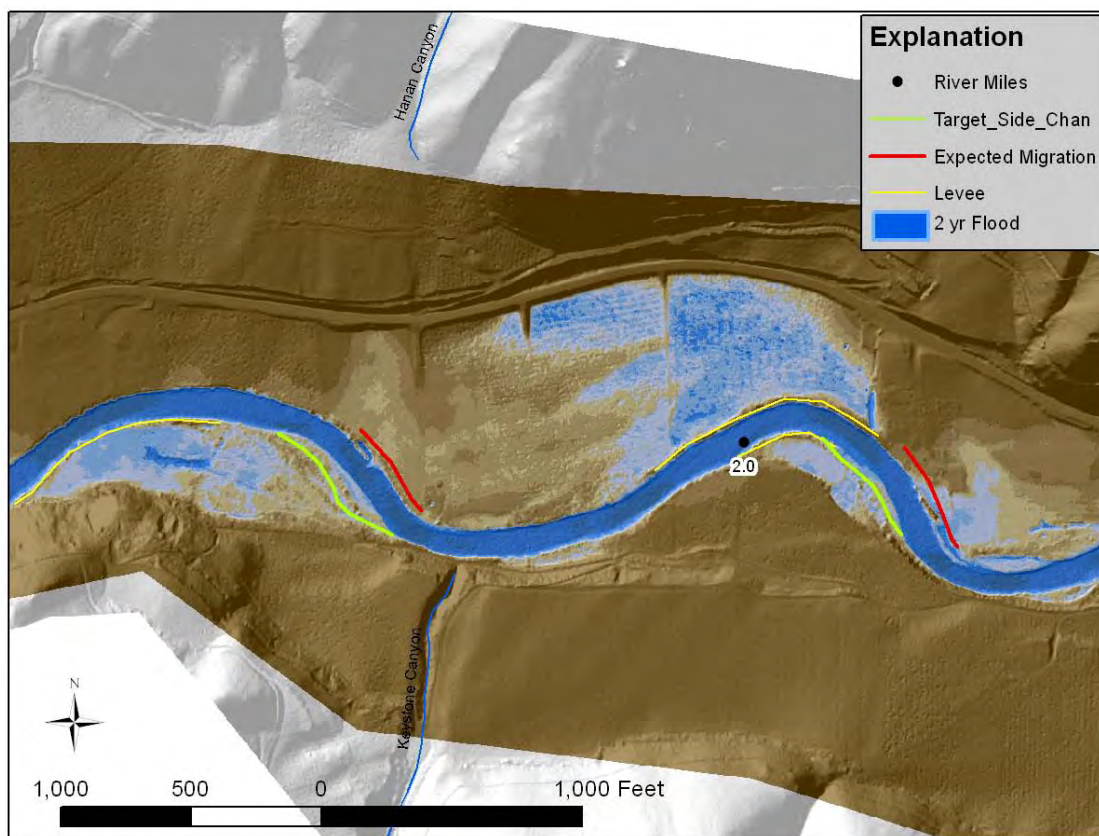 Explanation
River Miles
Target_Side_Chan
Expected Migration
Levee
2 yr Flood
Hanan Canyon
2.0
Keystone Canyon
N
1,000 500 0 1,000 Feet